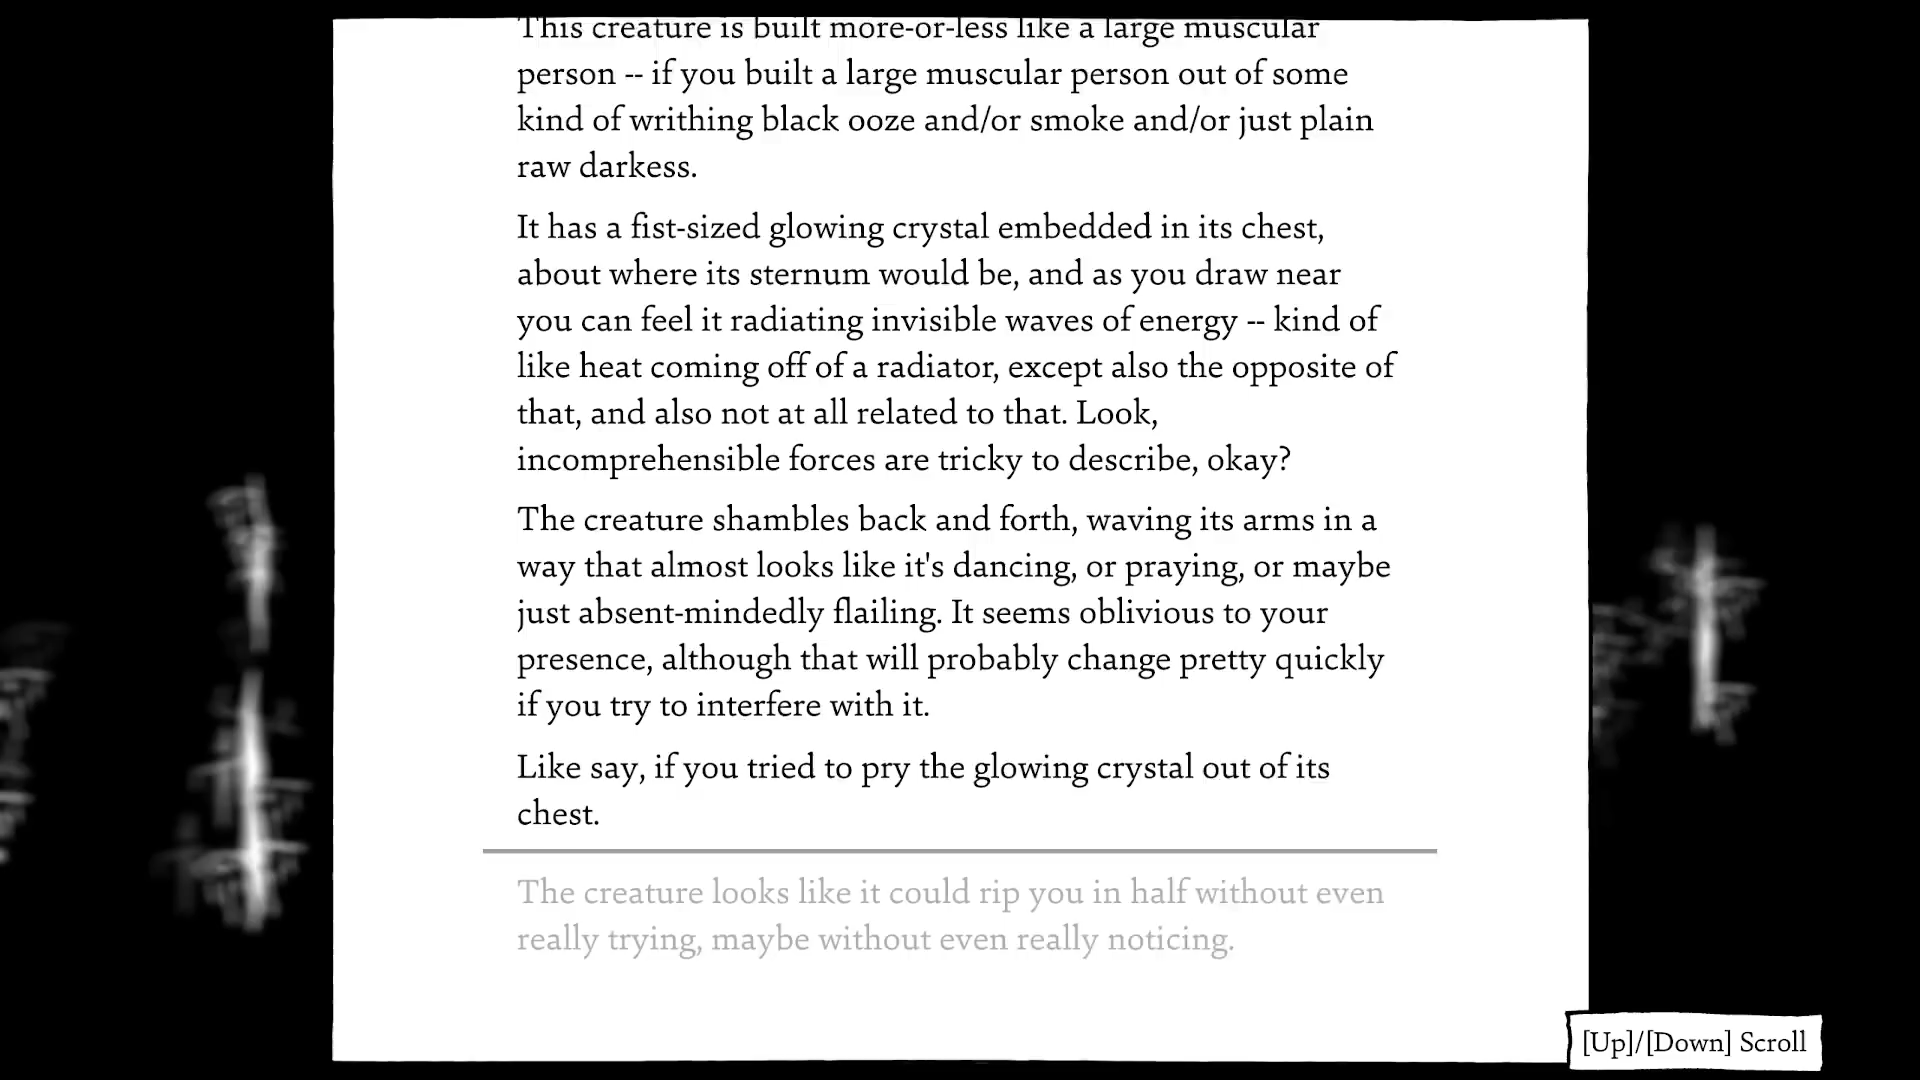 This creature is built more-or-less like a large muscular
person -- if you built a large muscular person out of some
kind of writhing black ooze and/or smoke and/or just plain
raw darkess.
It has a fist-sized glowing crystal embedded in its chest,
about where its sternum would be, and as you draw near
you can feel it radiating invisible waves of energy -- kind of
like heat coming off of a radiator, except also the opposite of
that, and also not at all related to that. Look,
incomprehensible forces are tricky to describe, okay?
The creature shambles back and forth, waving its arms in a
way that almost looks like it's dancing, or praying, or maybe
just absent-mindedly flailing. It seems oblivious to your
presence, although that will probably change pretty quickly
if you try to interfere with it.
Like say, if you tried to pry the glowing crystal out of its
chest.
The creature looks like it could rip you in half without even
really trying, maybe without even really noticing.
[Up]/[Down] Scroll